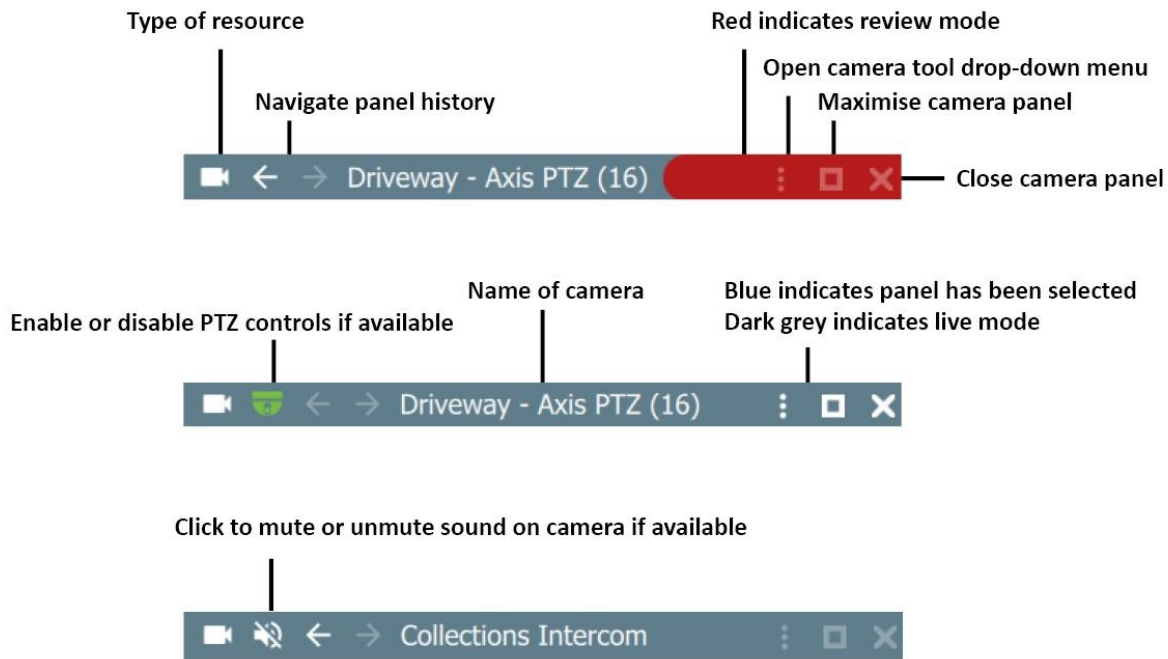 Type of resource
Red indicates review mode
Open camera tool drop-down menu
Navigate panel history
Maximise camera panel
Driveway - Axis PTZ (16)
Close camera panel
Name of camera
Blue indicates panel has been selected
Enable or disable PTZ controls if available
Dark grey indicates live mode
Driveway - Axis PTZ (16)
Click to mute or unmute sound on camera if available
Collections Intercom